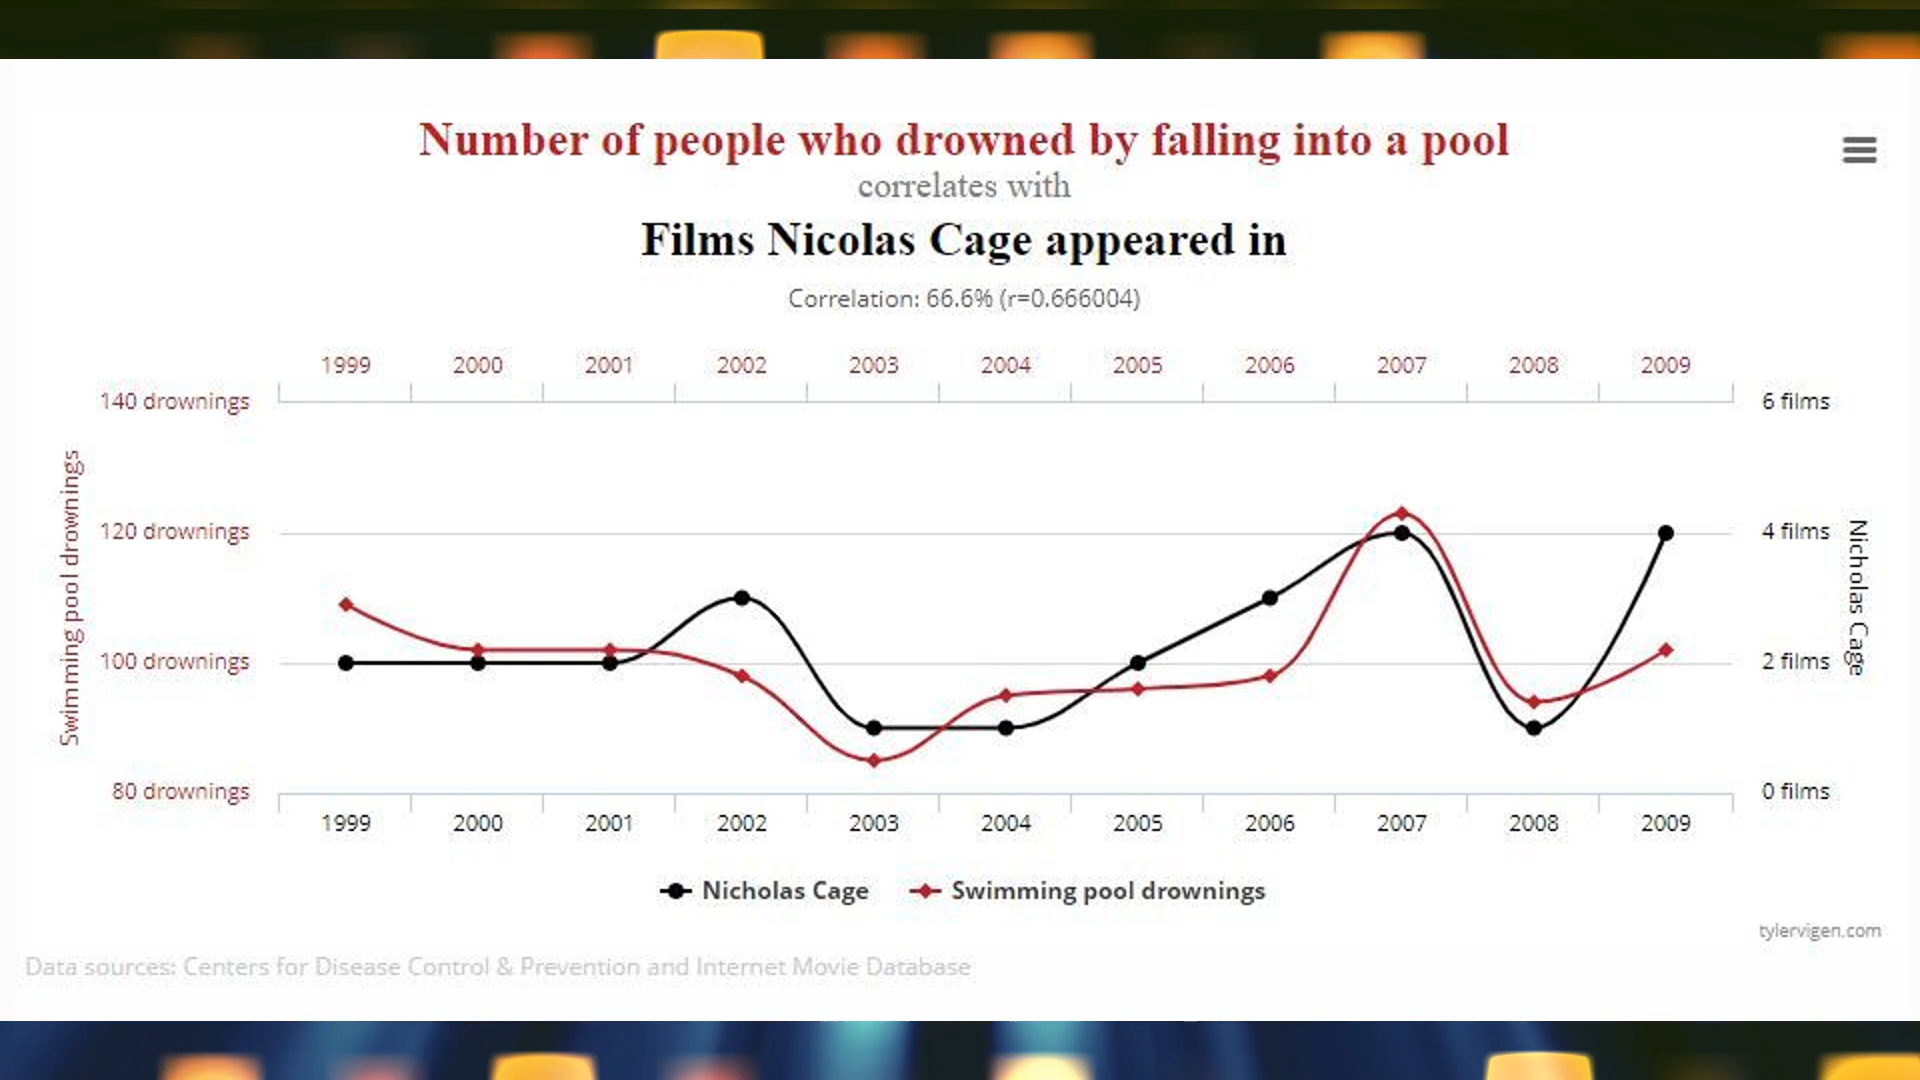 Number of people who drowned by falling into a pool
correlates with
Films Nicolas Cage appeared in
Correlation: 66.6% (r=0.666004)
1999 2000 2001 2002 2003 2004 2005 2006 2007 2008 2009
140 drownings 6 films
120 drownings 4 films
100 drownings 2 films
80 drownings 0 films
Swimming pool drownings
Nicholas Cage
1999 2000 2001 2002 2003 2004 2005 2006 2007 2008 2009
Nicholas Cage Swimming pool drownings
tylervigen.com
Data sources: Centers for Disease Control & Prevention and Internet Movie Database